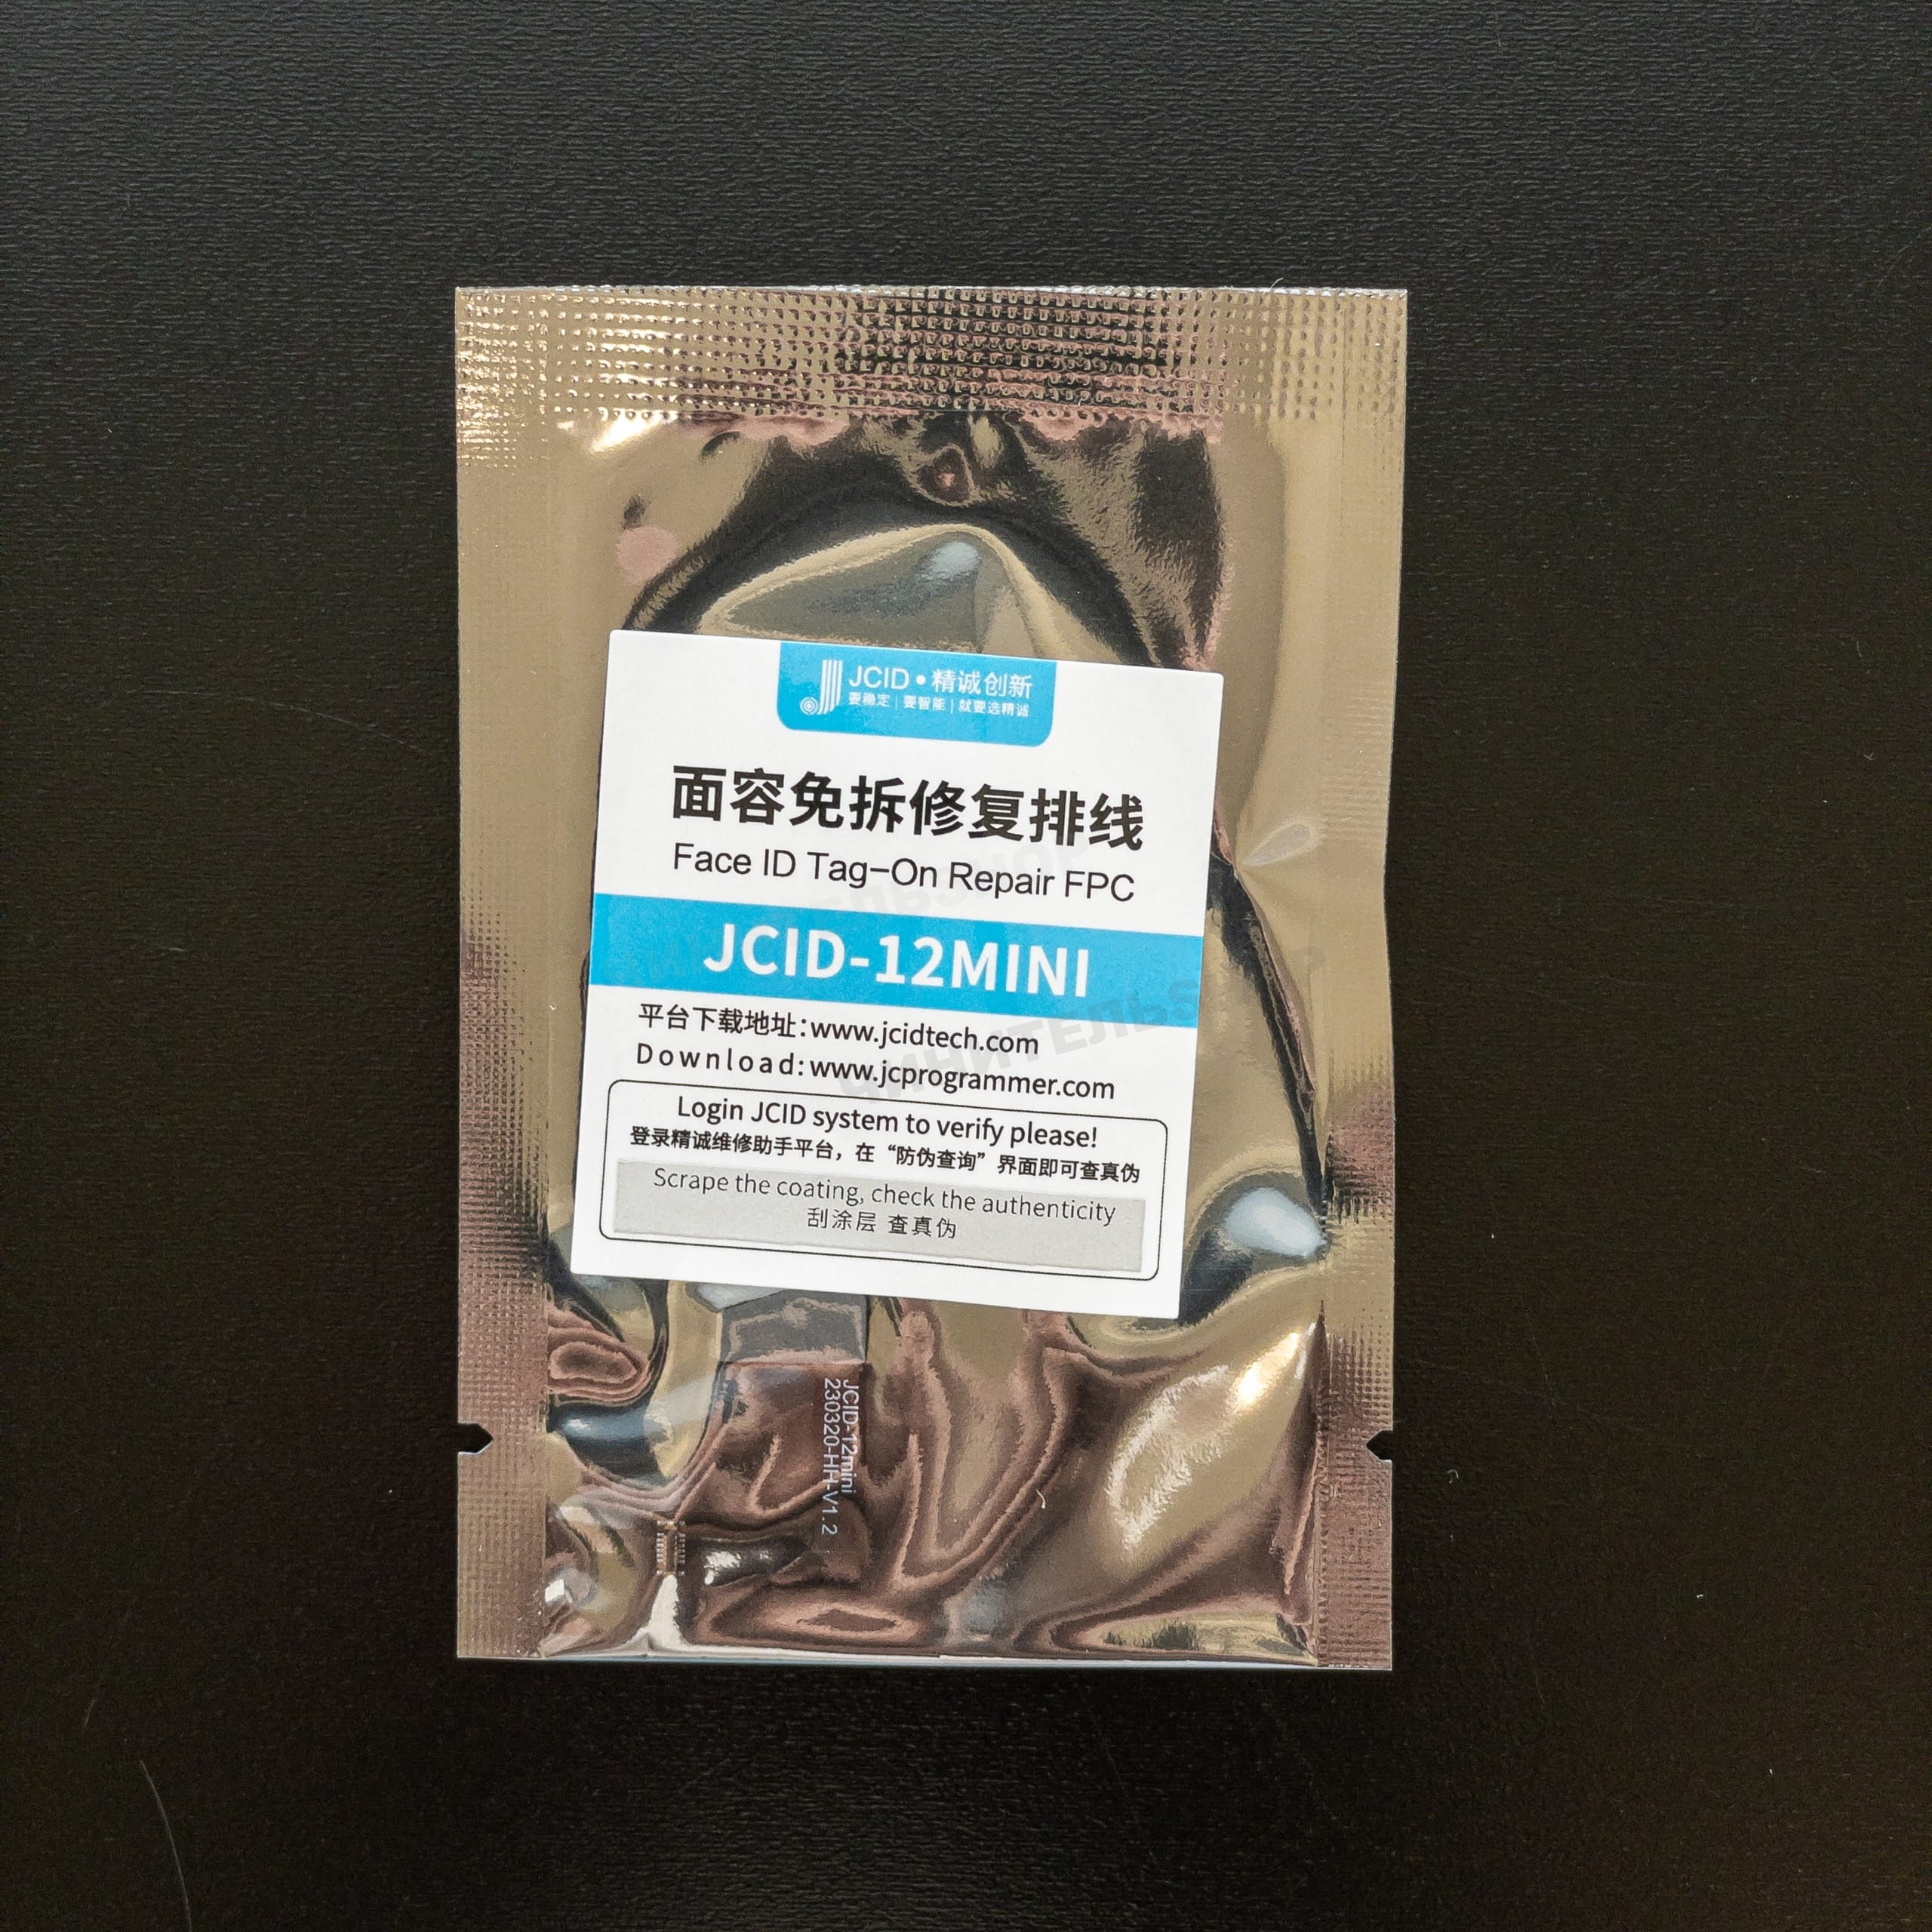 JCID•精诚创新
要稳定 | 要智能 | 就要选精诚
面容免拆修复排线
Face ID Tag-On Repair FPC
JCID-12MINI
平台下载地址：www.jcidtech.com
Download: www.jcprogrammer.com
Login JCID system to verify please!
登录精诚维修助手平台，在“防伪查询”界面即可查真伪
Scrape the coating, check the authenticity
刮涂层 查真伪
JCID-12mini
230320-HH-V1.2